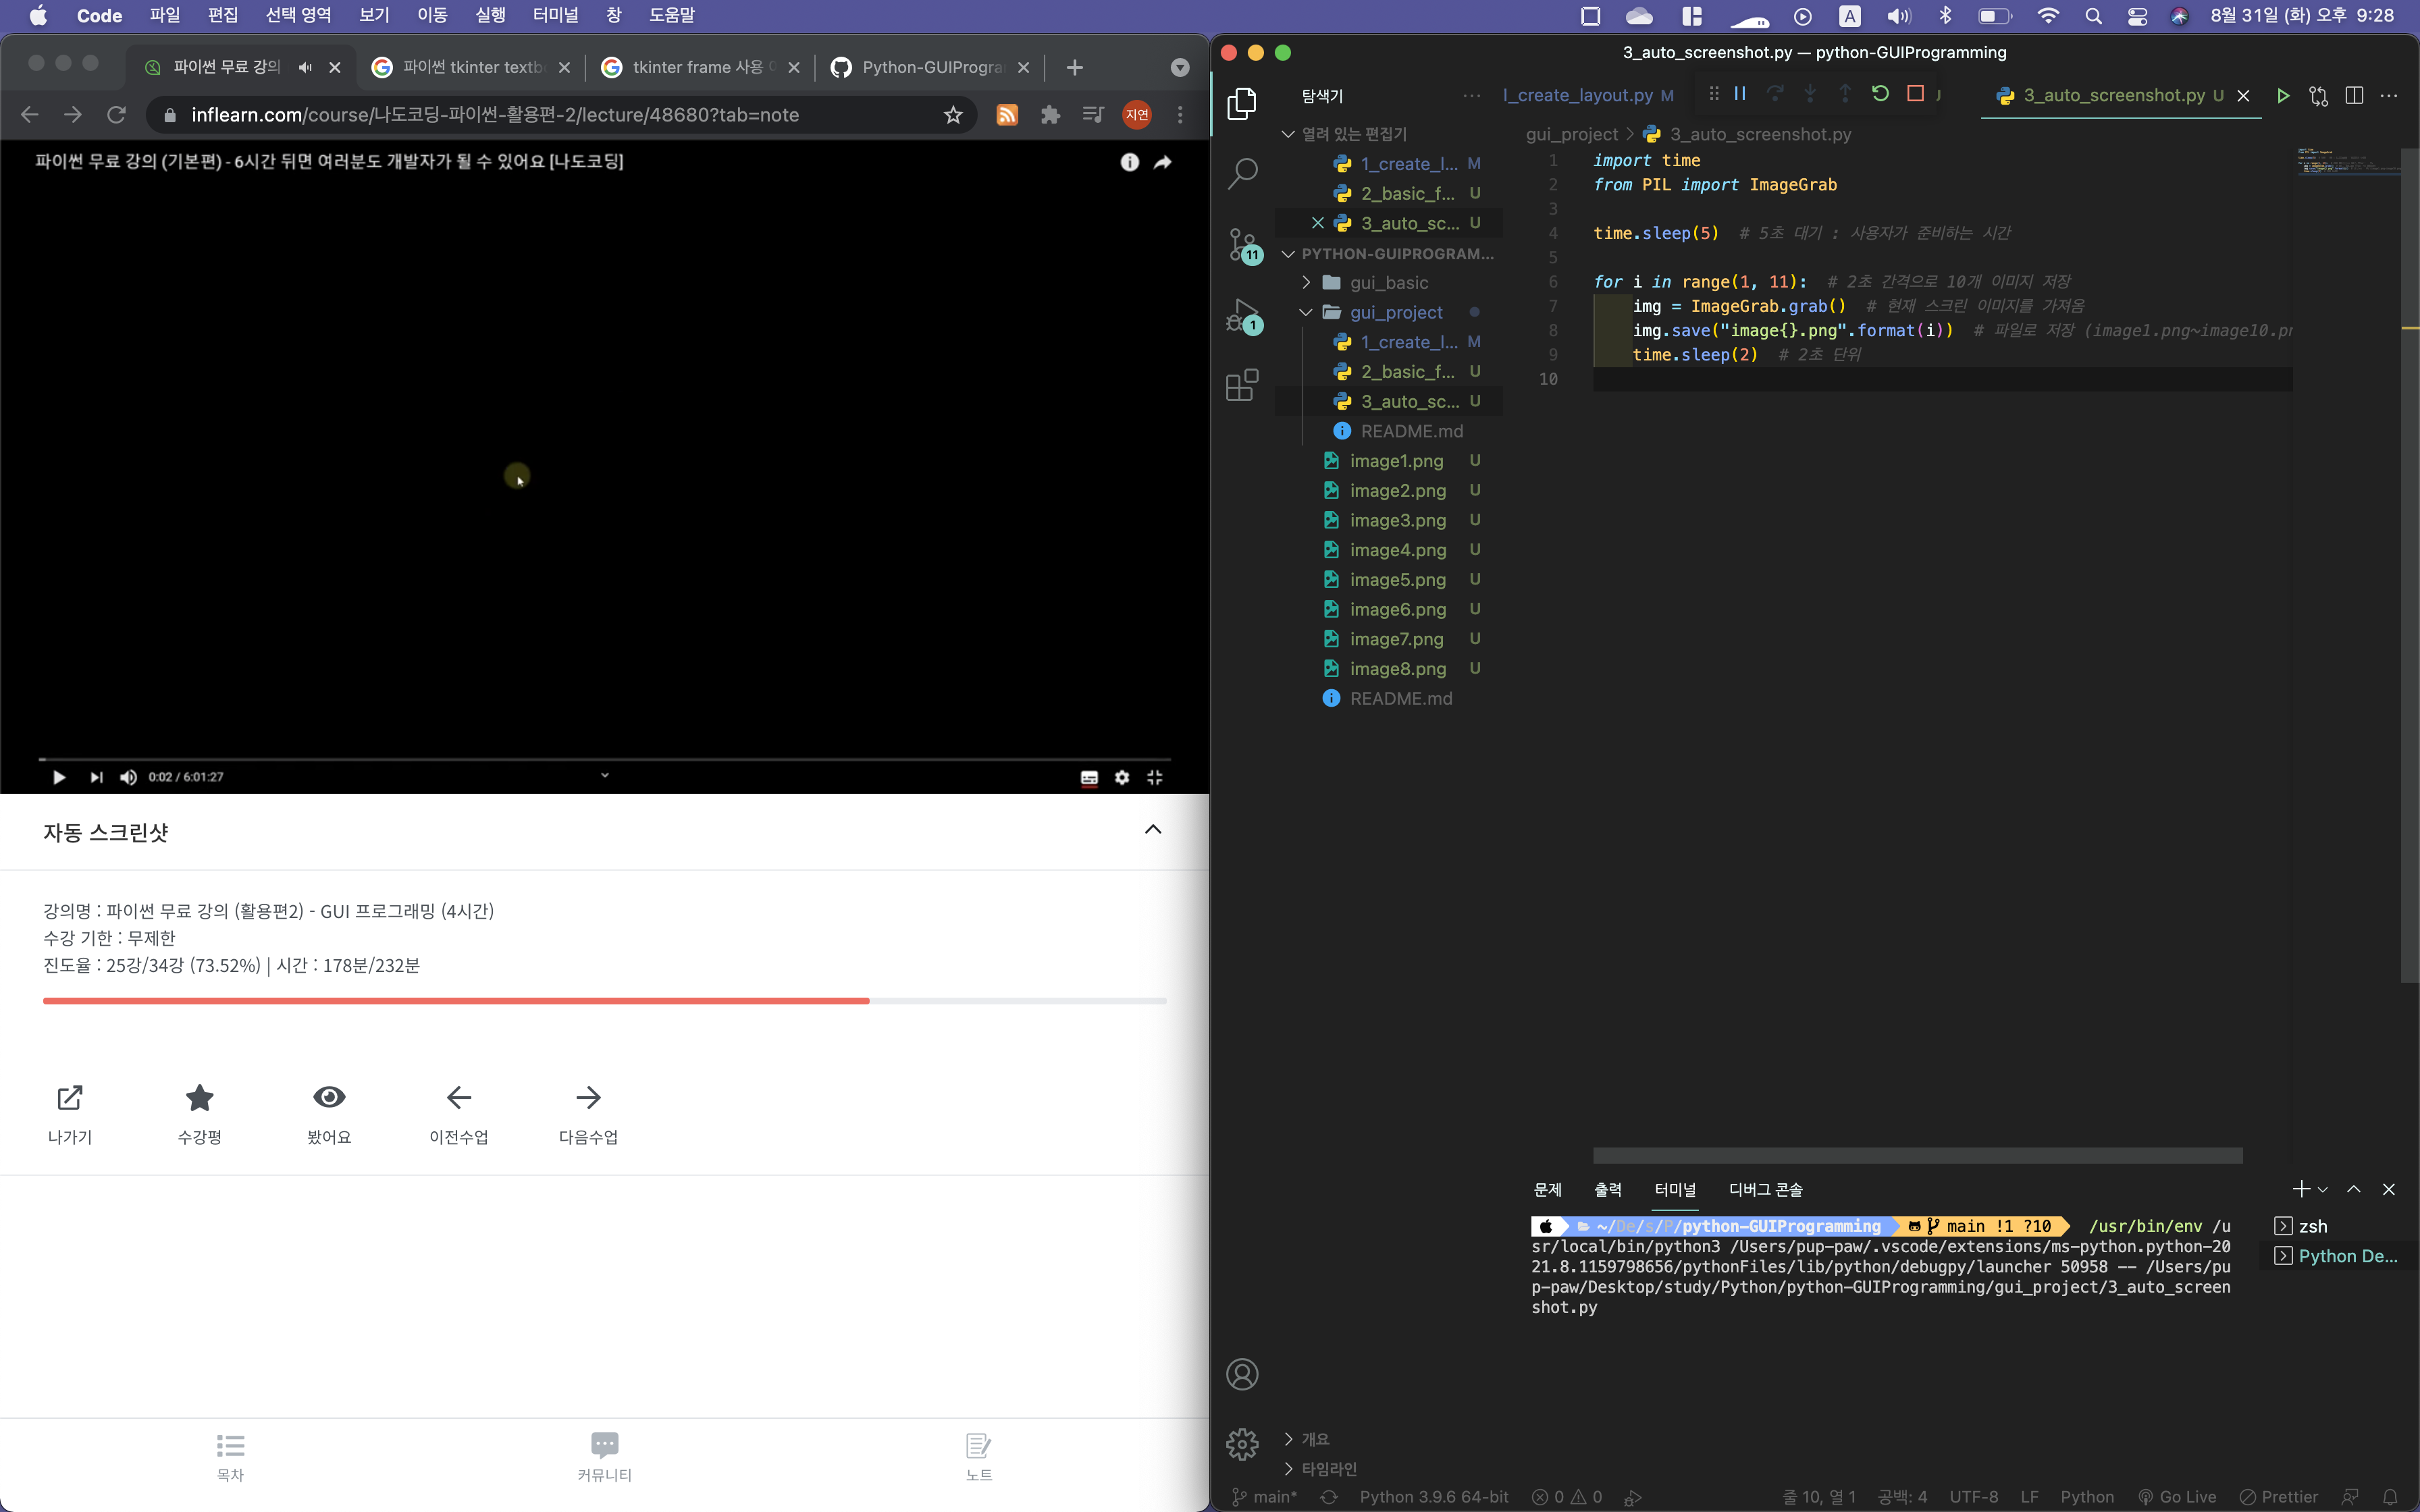 Code 파일 편집 선택 영역 보기 이동 실행 터미널 창 도움말 A 8월 31일 (화) 오후 9:28
파이썬 무료 강의
파이썬 tkinter textb
tkinter frame 사용
Python-GUIProgra
inflearn.com/course/나도코딩-파이썬-활용편-2/lecture/48680?tab=note
지연
파이썬 무료 강의 (기본편) - 6시간 뒤면 여러분도 개발자가 될 수 있어요 [나도코딩]
0:02 / 6:01:27
자동 스크린샷
강의명 : 파이썬 무료 강의 (활용편2) - GUI 프로그래밍 (4시간)
수강 기한 : 무제한
진도율 : 25강/34강 (73.52%) | 시간 : 178분/232분
나가기 수강평 봤어요 이전수업 다음수업
목차 커뮤니티 노트
3_auto_screenshot.py — python-GUIProgramming
탐색기
열려 있는 편집기
1_create_l... M
2_basic_f... U
3_auto_sc... U
PYTHON-GUIPROGRAM...
gui_basic
gui_project
1_create_l... M
2_basic_f... U
3_auto_sc... U
README.md
image1.png U
image2.png U
image3.png U
image4.png U
image5.png U
image6.png U
image7.png U
image8.png U
README.md
11
1
개요
타임라인
l_create_layout.py M
3_auto_screenshot.py U
gui_project > 3_auto_screenshot.py
1 import time
2 from PIL import ImageGrab
3
4 time.sleep(5) # 5초 대기 : 사용자가 준비하는 시간
5
6 for i in range(1, 11): # 2초 간격으로 10개 이미지 저장
7 img = ImageGrab.grab() # 현재 스크린 이미지를 가져옴
8 img.save("image{}.png".format(i)) # 파일로 저장 (image1.png~image10.pn
9 time.sleep(2) # 2초 단위
10
문제 출력 터미널 디버그 콘솔
~/De/s/P/python-GUIProgramming main !1 ?10 /usr/bin/env /u
sr/local/bin/python3 /Users/pup-paw/.vscode/extensions/ms-python.python-20
21.8.1159798656/pythonFiles/lib/python/debugpy/launcher 50958 -- /Users/pu
p-paw/Desktop/study/Python/python-GUIProgramming/gui_project/3_auto_screen
shot.py
zsh
Python De...
main* Python 3.9.6 64-bit 0 0 줄 10, 열 1 공백: 4 UTF-8 LF Python Go Live Prettier